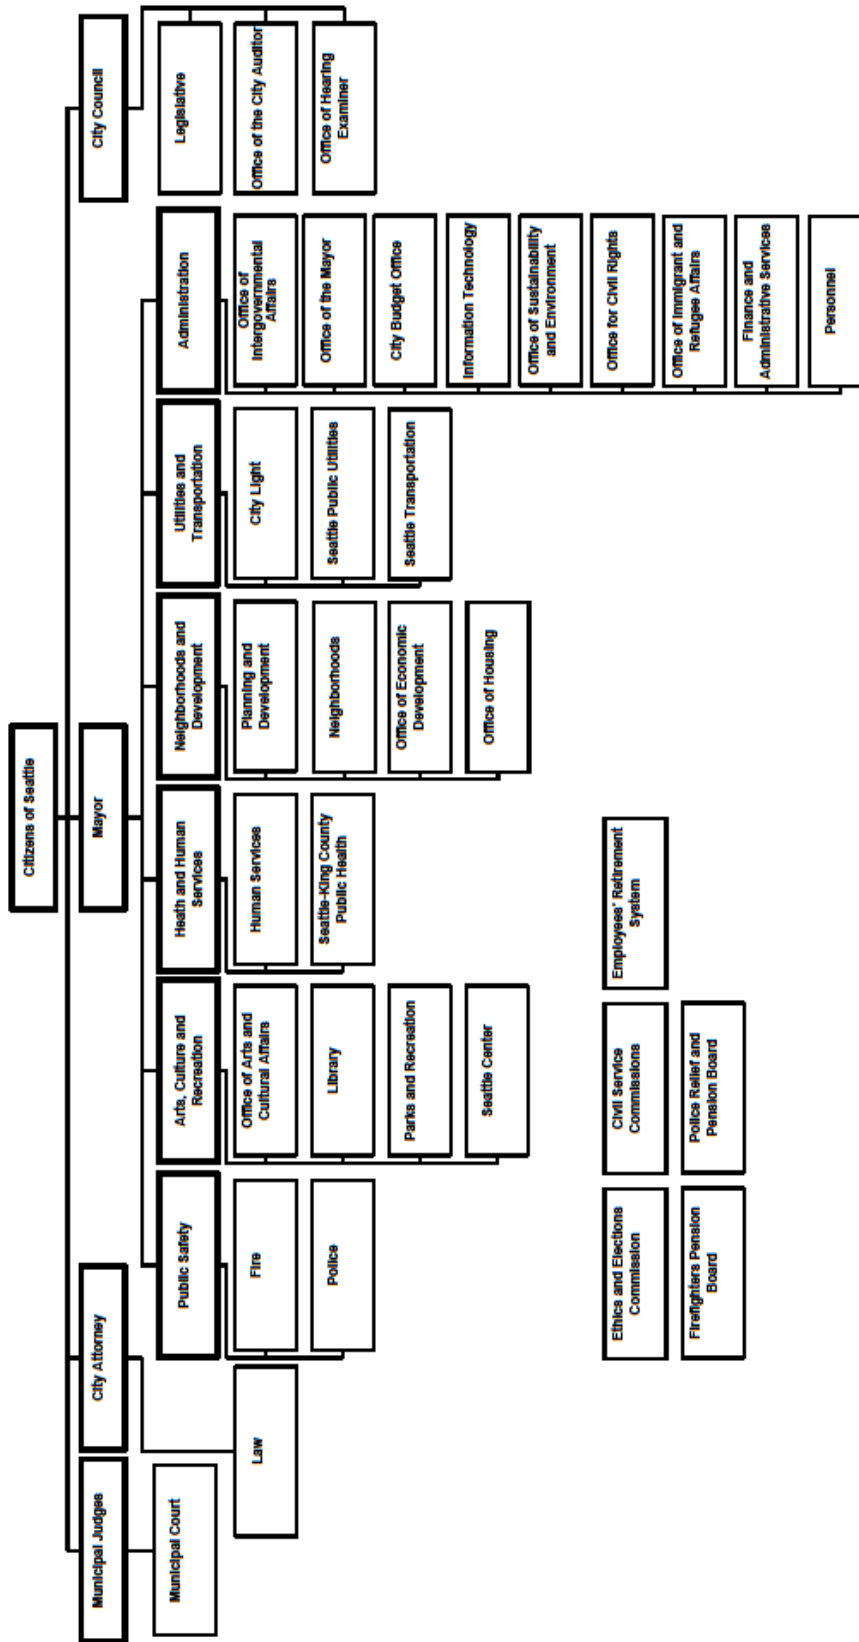 Citizens of Seattle
Municipal Judges
City Attorney
Mayor
City Council
Municipal Court
Public Safety
Arts, Culture and
Recreation
Heath and Human
Services
Neighborhoods and
Development
Utilities and
Transportation
Administration
Legislative
Law
Fire
Police
Office of Arts and
Cultural Affairs
Library
Parks and Recreation
Seattle Center
Human Services
Seattle-King County
Public Health
Planning and
Development
Neighborhoods
Office of Economic
Development
Office of Housing
City Light
Seattle Public Utilities
Seattle Transportation
Office of
Intergovernmental
Affairs
Office of the Mayor
City Budget Office
Information Technology
Office of Sustainability
and Environment
Office for Civil Rights
Office of Immigrant and
Refugee Affairs
Finance and
Administrative Services
Personnel
Office of the City Auditor
Office of Hearing
Examiner
Ethics and Elections
Commission
Civil Service
Commissions
Employees' Retirement
System
Firefighters Pension
Board
Police Relief and
Pension Board